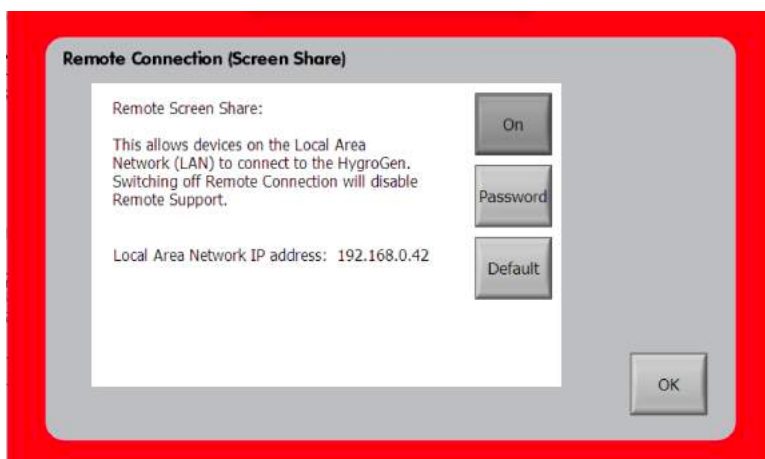 Remote Connection (Screen Share)
Remote Screen Share:
On
This allows devices on the Local Area
Network (LAN) to connect to the HygroGen.
Switching off Remote Connection will disable
Remote Support.
Password
Local Area Network IP address: 192.168.0.42
Default
OK